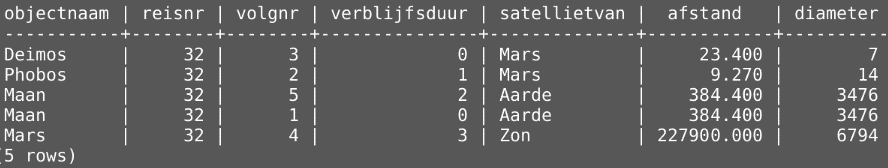 objectnaam | reisnr | volgnr | verblijfsduur | satellietvan | afstand | diameter
-----------+--------+--------+---------------+--------------+------------+----------
Deimos | 32 | 3 | 0 | Mars | 23.400 | 7
Phobos | 32 | 2 | 1 | Mars | 9.270 | 14
Maan | 32 | 5 | 2 | Aarde | 384.400 | 3476
Maan | 32 | 1 | 0 | Aarde | 384.400 | 3476
Mars | 32 | 4 | 3 | Zon | 227900.000 | 6794
(5 rows)